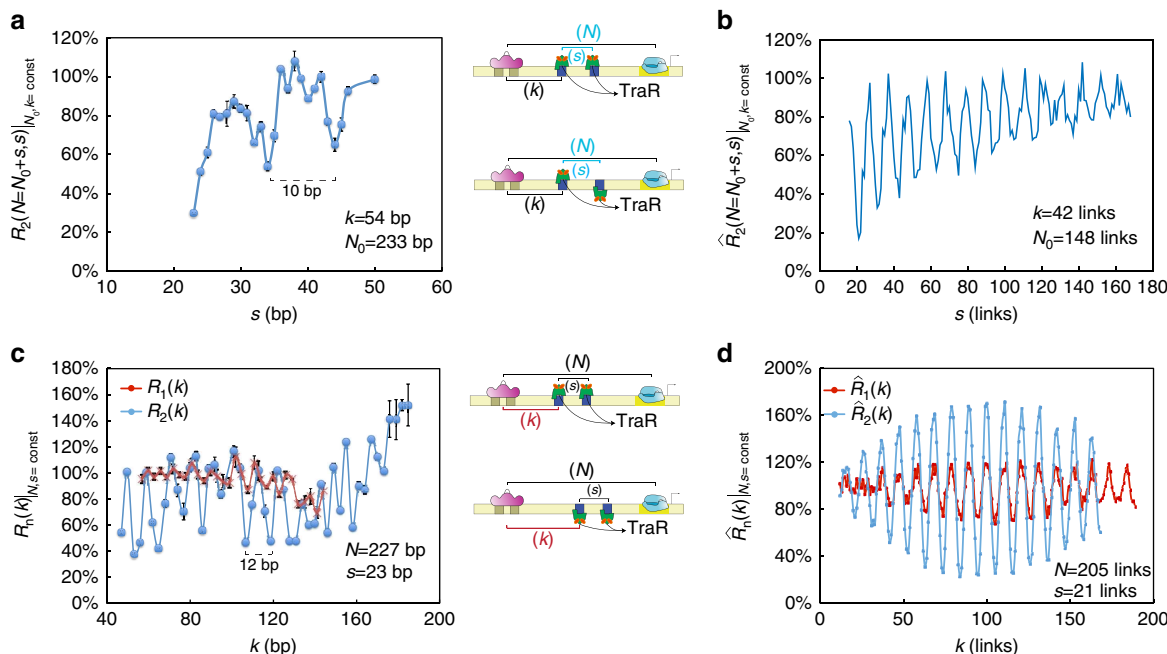 a
120%
100%
80%
60%
40%
20%
0%
R₂(N=N₀+s,s)|N₀,k= const
10 bp
k=54 bp
N₀=233 bp
0 10 20 30 40 50 60
s (bp)
(N)
(s)
(k)
TraR
(N)
(s)
(k)
TraR
b
120%
100%
80%
60%
40%
20%
0%
R̂₂(N=N₀+s,s)|N₀,k= const
k=42 links
N₀=148 links
0 20 40 60 80 100 120 140 160 180
s (links)
c
180%
160%
140%
120%
100%
80%
60%
40%
20%
0%
Rₙ(k)|N,s= const
R₁(k)
R₂(k)
12 bp
N=227 bp
s=23 bp
40 80 120 160 200
k (bp)
(N)
(s)
(k)
TraR
(N)
(s)
(k)
TraR
d
200%
160%
120%
80%
40%
0%
R̂ₙ(k)|N,s= const
R̂₁(k)
R̂₂(k)
N=205 links
s=21 links
0 50 100 150 200
k (links)